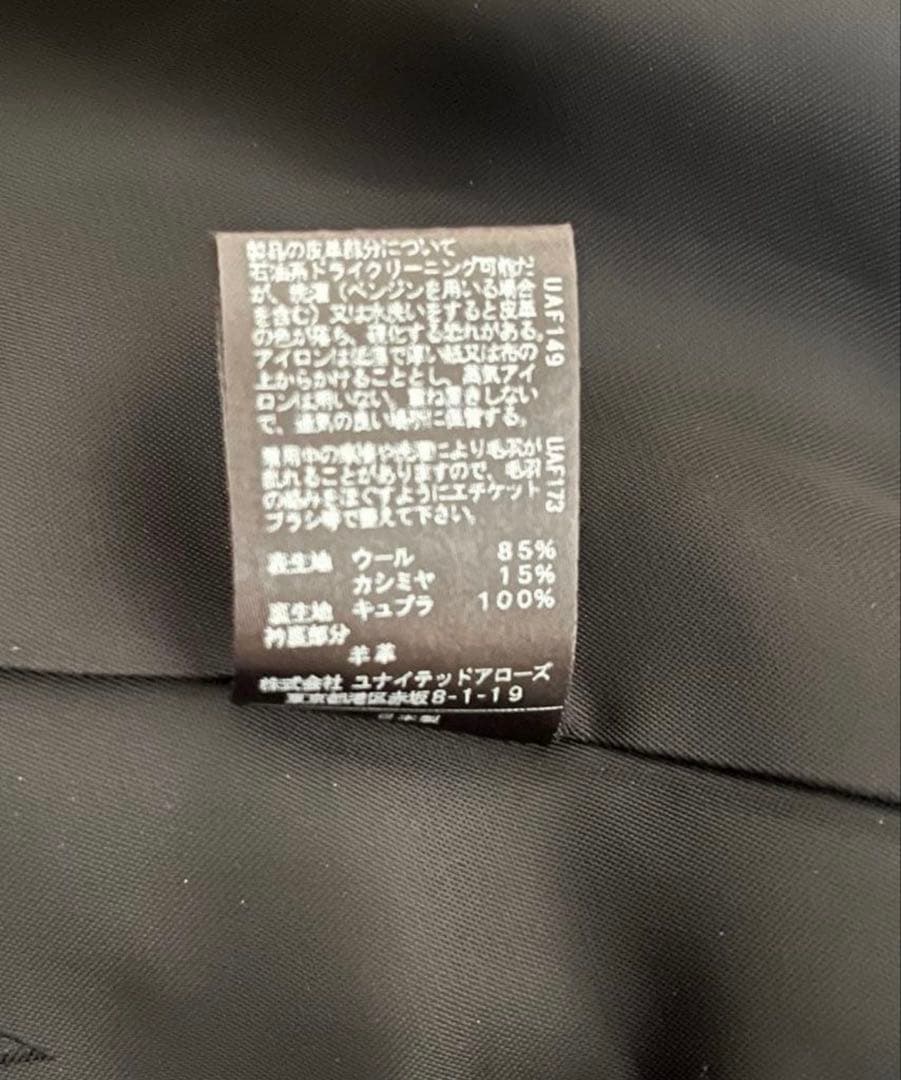 製品の皮革部分について
石油系ドライクリーニング可能だ
が、洗濯（ベンジンを用いる場合
を含む）又は水洗いをすると皮革
の色が落ち、硬化する恐れがある。
アイロンは低温で薄い紙又は布の
上からかけることとし、蒸気アイ
ロンは用いない。重ね置きしない
で、通気の良い場所に保管する。
UAF149
着用中の摩擦や洗濯により毛羽が
乱れることがありますので、毛羽
の絡みをほぐすようにエチケット
ブラシ等で整えて下さい。
UAF173
表生地 ウール 85%
カシミヤ 15%
裏生地 キュプラ 100%
衿裏部分
羊革
株式会社 ユナイテッドアローズ
東京都港区赤坂8-1-19
日本製